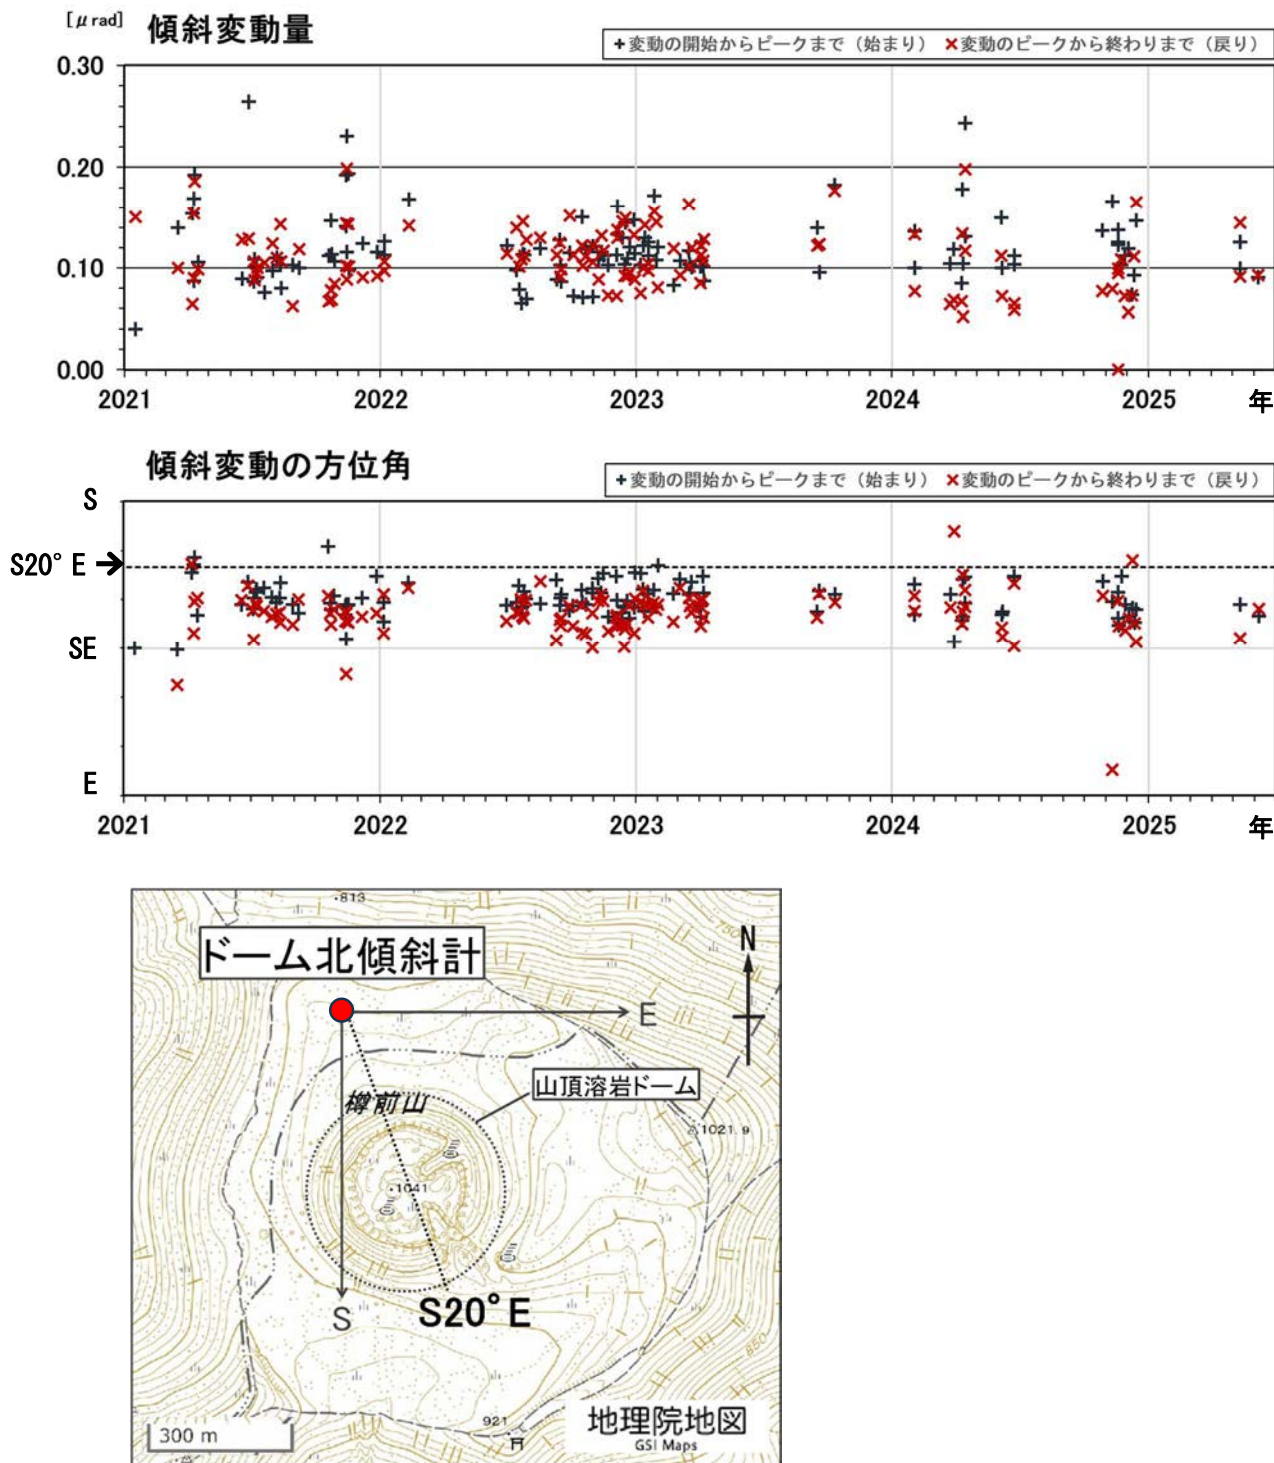 [μrad] 傾斜変動量
+変動の開始からピークまで（始まり） ×変動のピークから終わりまで（戻り）
0.30
0.20
0.10
0.00
2021 2022 2023 2024 2025 年
傾斜変動の方位角
+変動の開始からピークまで（始まり） ×変動のピークから終わりまで（戻り）
S
S20°E→
SE
E
2021 2022 2023 2024 2025 年
・813
750
ドーム北傾斜計
N
E
山頂溶岩ドーム
樽前山
1021.9
・1041
S20°E
S
850
921
地理院地図
GSI Maps
300 m